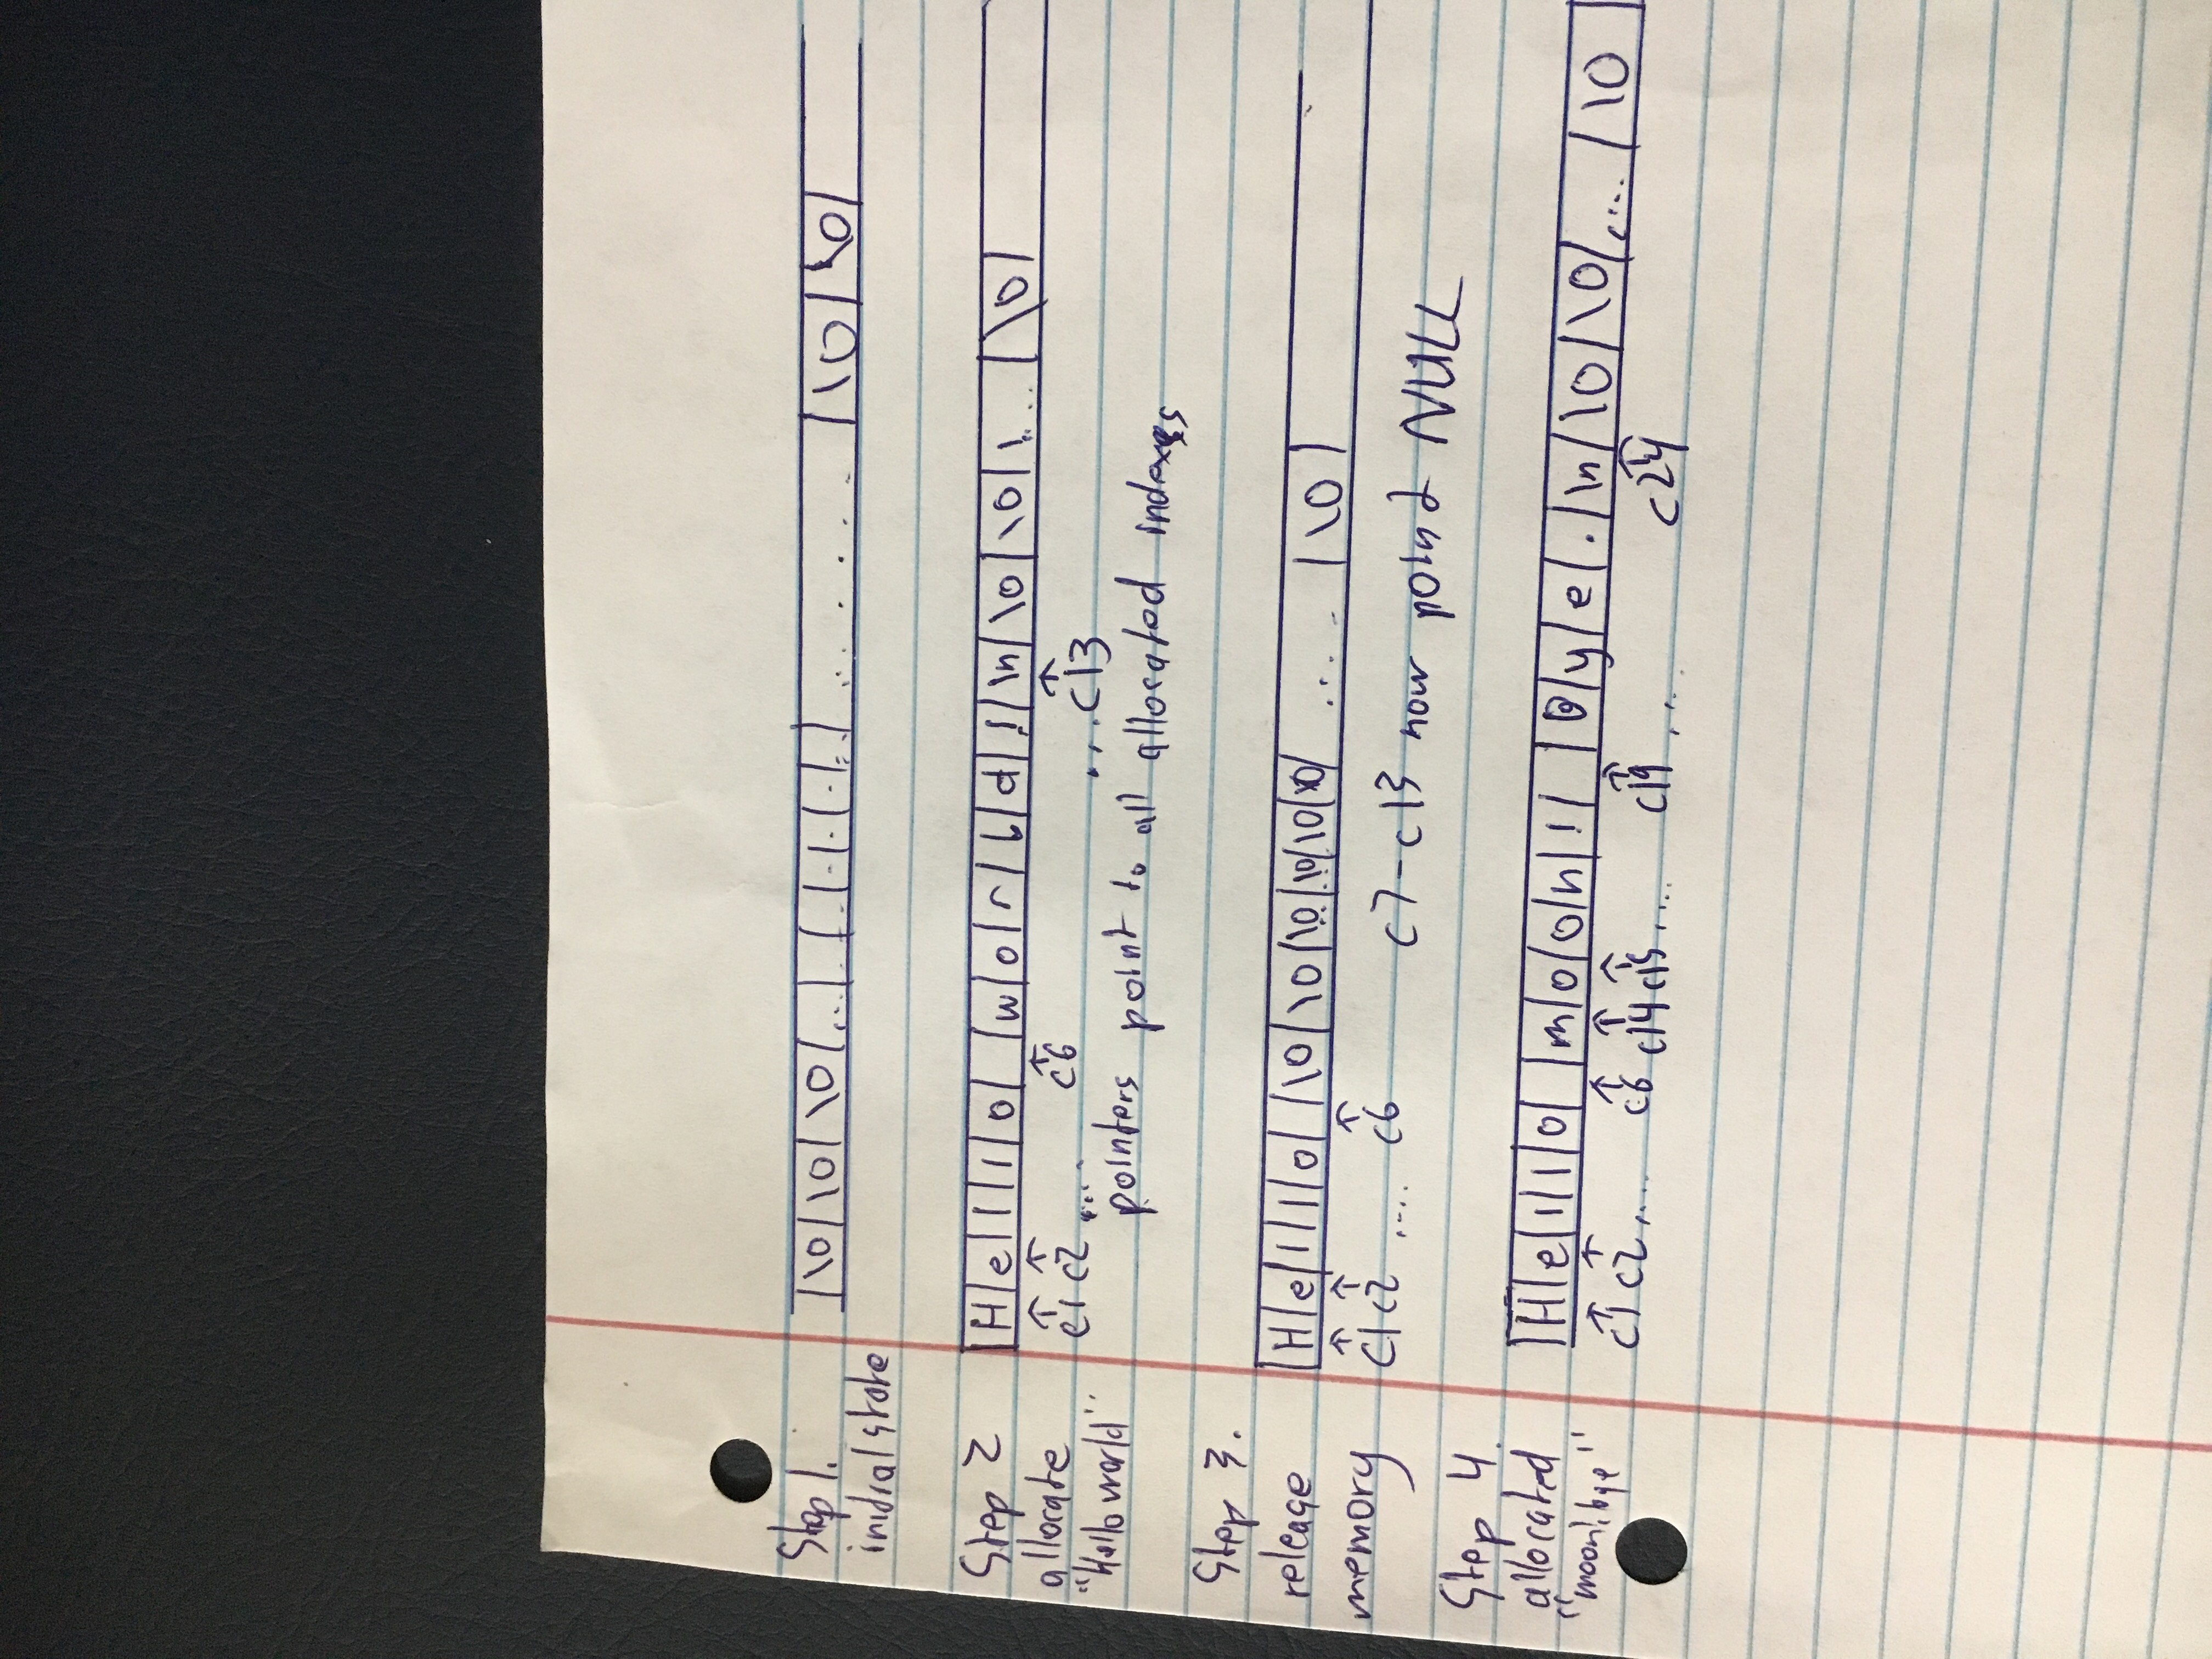 Step 1.
initial state
|\0|\0|\0|...| |.|.|.|.| . . . . . . |\0|\0|
Step 2
allocate
"Hello world"
|H|e|l|l|o| |w|o|r|l|d|!|\n|\0|\0|....|\0|
c1 c2 .... c6 ...c13
pointers point to all allocated indexes
Step 3.
release
memory
|H|e|l|l|o| |\0|\0|\0|\0|\0|\0| .... |\0|
c1 c2 .... c6 c7-c13 now point NULL
Step 4.
allocated
"moon!bye"
|H|e|l|l|o| |m|o|o|n|!| |B|y|e|.|\n|\0|\0|....|\0|
c1 c2 .... c6 c14 c15 .... c19 ... c24